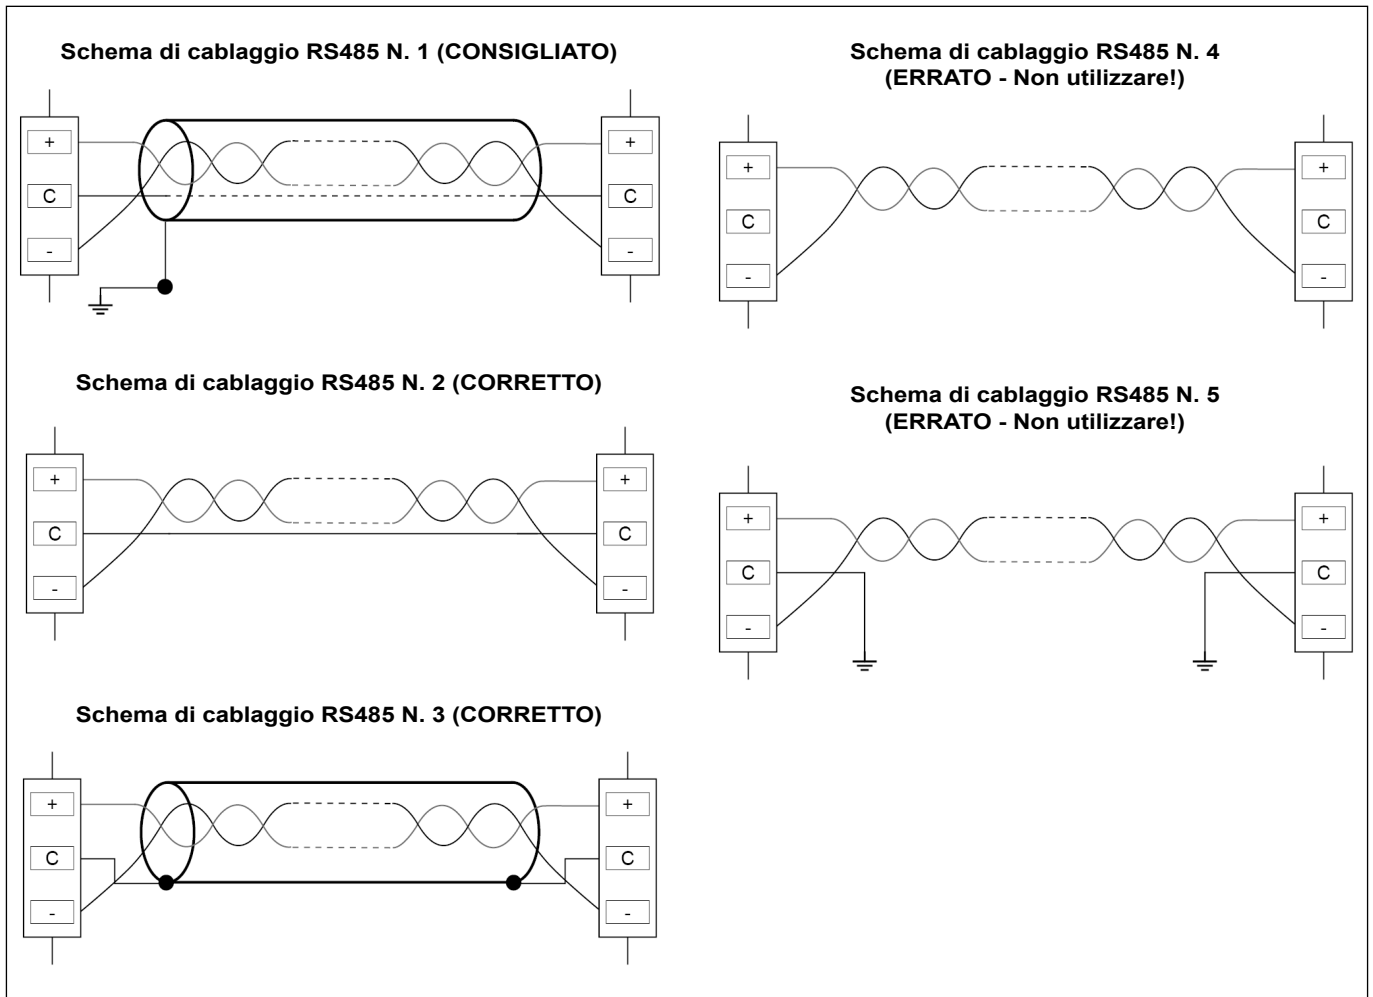 Schema di cablaggio RS485 N. 1 (CONSIGLIATO)
+
C
-
+
C
-
Schema di cablaggio RS485 N. 2 (CORRETTO)
+
C
-
+
C
-
Schema di cablaggio RS485 N. 3 (CORRETTO)
+
C
-
+
C
-
Schema di cablaggio RS485 N. 4
(ERRATO - Non utilizzare!)
+
C
-
+
C
-
Schema di cablaggio RS485 N. 5
(ERRATO - Non utilizzare!)
+
C
-
+
C
-